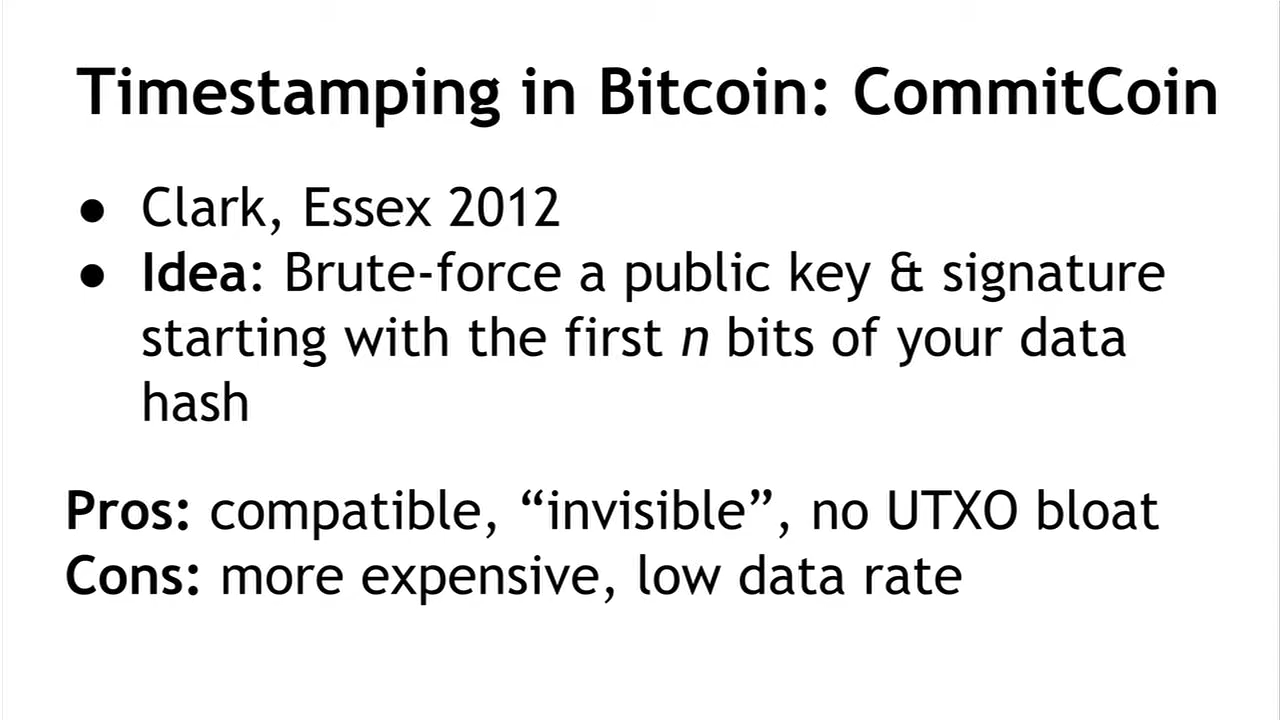 Timestamping in Bitcoin: CommitCoin
● Clark, Essex 2012
● Idea: Brute-force a public key & signature
starting with the first n bits of your data
hash
Pros: compatible, “invisible”, no UTXO bloat
Cons: more expensive, low data rate